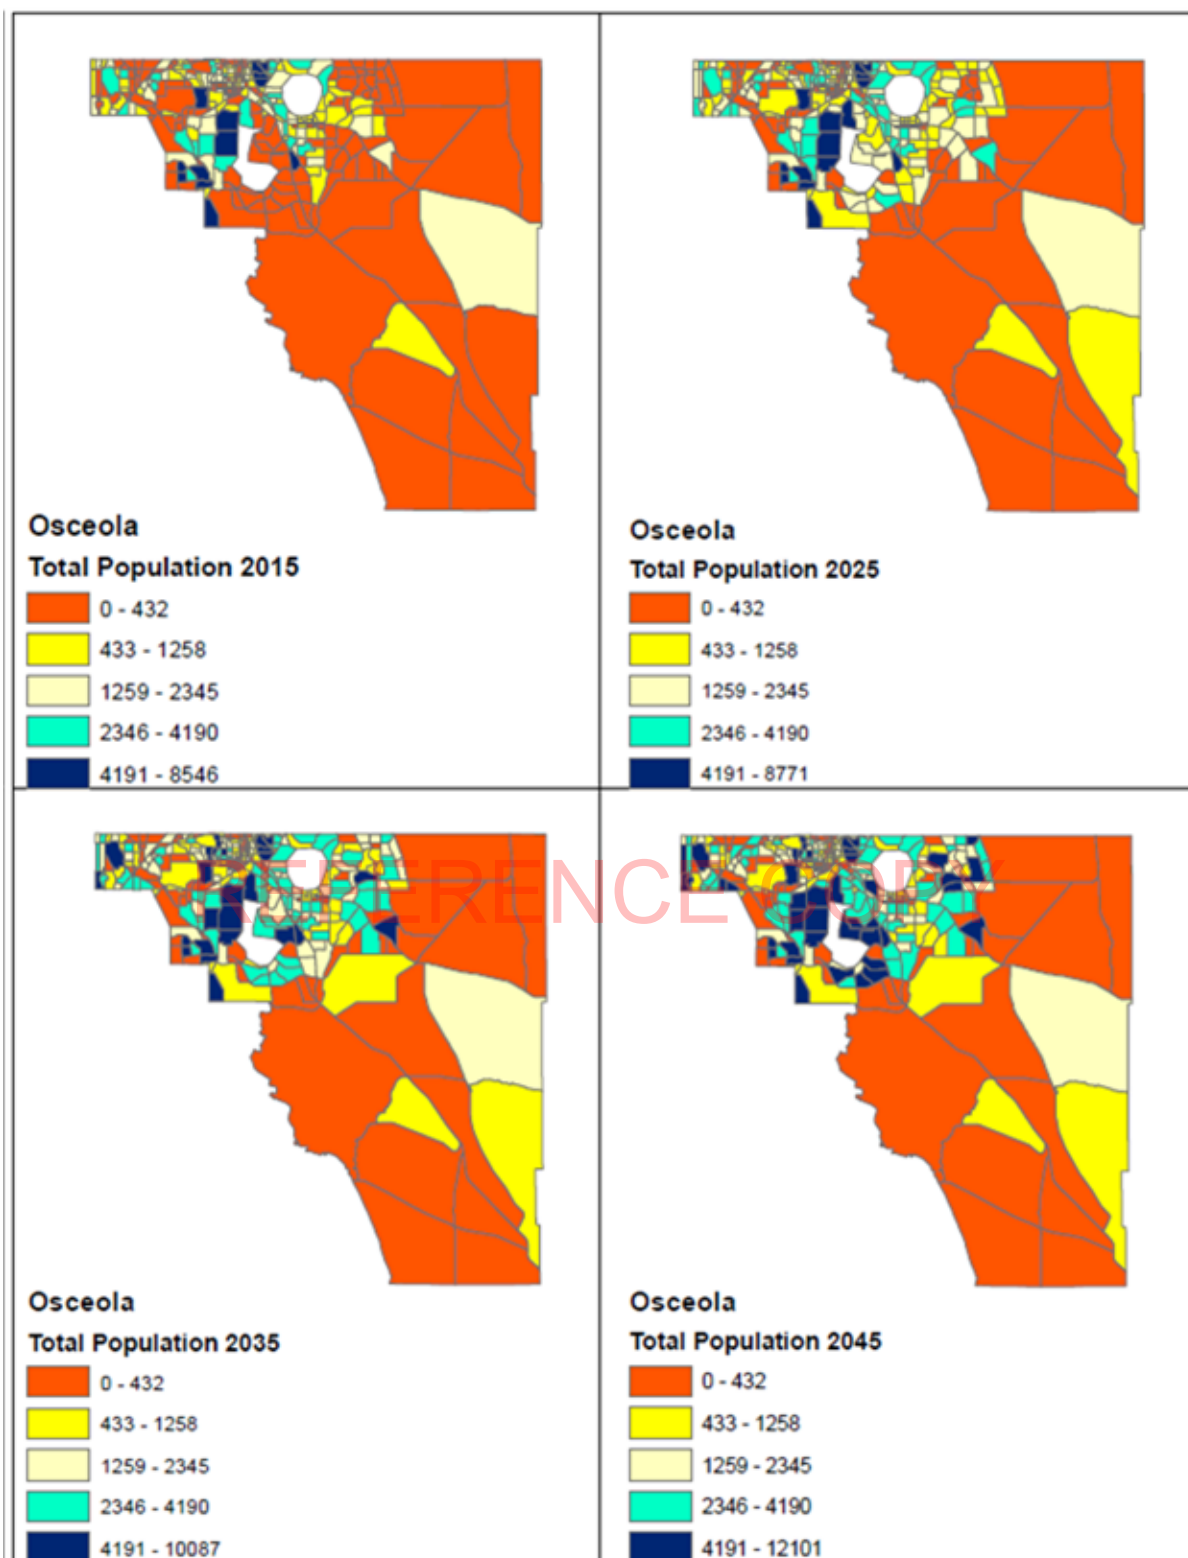 Osceola
Total Population 2015
0 - 432
433 - 1258
1259 - 2345
2346 - 4190
4191 - 8546
Osceola
Total Population 2025
0 - 432
433 - 1258
1259 - 2345
2346 - 4190
4191 - 8771
REFERENCE COPY
Osceola
Total Population 2035
0 - 432
433 - 1258
1259 - 2345
2346 - 4190
4191 - 10087
Osceola
Total Population 2045
0 - 432
433 - 1258
1259 - 2345
2346 - 4190
4191 - 12101